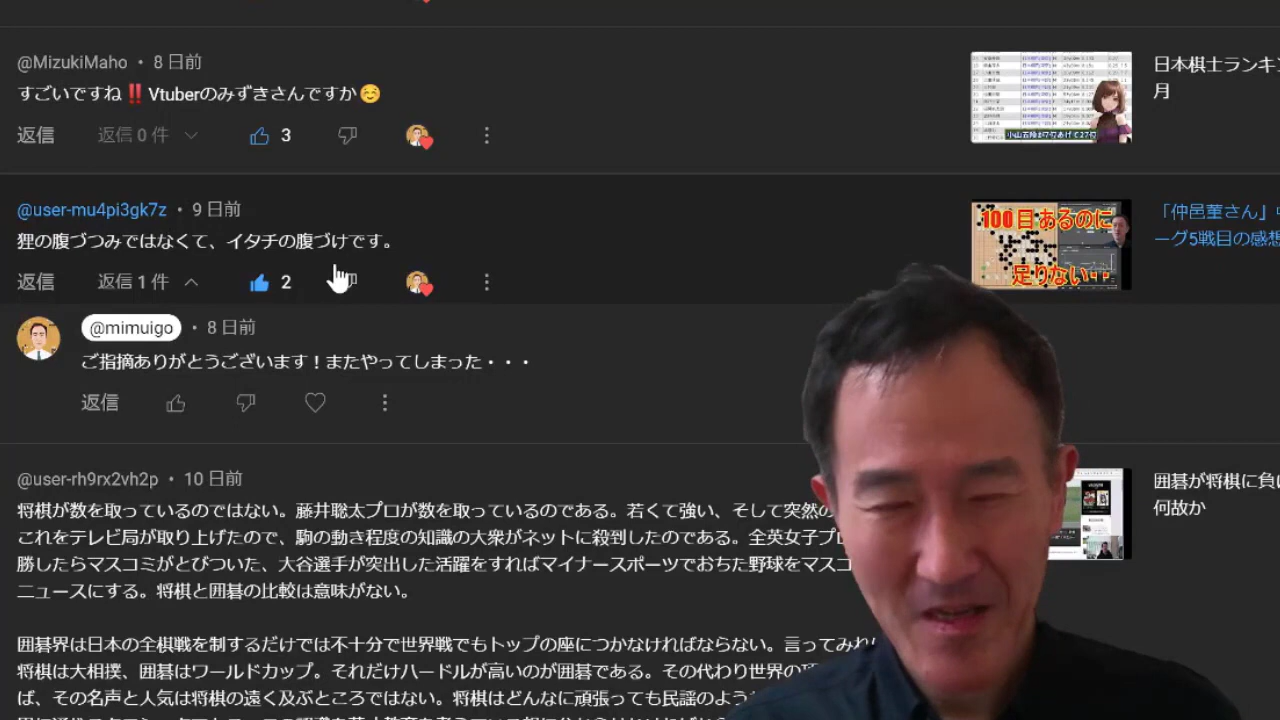 @MizukiMaho ・ 8 日前
すごいですね‼Vtuberのみずきさんですか☺
返信 返信 0 件 3
日本棋士ランキ
月
小山五段が7位あげて27位
@user-mu4pi3gk7z ・ 9 日前
狸の腹づつみではなくて、イタチの腹づけです。
返信 返信 1 件 2
100目あるのに
足りない・・・
「仲邑菫さん」
ーグ5戦目の感想
@mimuigo ・ 8 日前
ご指摘ありがとうございます！またやってしまった・・・
返信
@user-rh9rx2vh2p ・ 10 日前
将棋が数を取っているのではない。藤井聡太プロが数を取っているのである。若くて強い、そして突然の
これをテレビ局が取り上げたので、駒の動き程度の知識の大衆がネットに殺到したのである。全英女子プロ
勝したらマスコミがとびついた、大谷選手が突出した活躍をすればマイナースポーツでおちた野球をマスコ
ニュースにする。将棋と囲碁の比較は意味がない。
囲碁が将棋に負け
何故か
囲碁界は日本の全棋戦を制するだけでは不十分で世界戦でもトップの座につかなければならない。言ってみれ
将棋は大相撲、囲碁はワールドカップ。それだけハードルが高いのが囲碁である。その代わり世界の頂
ば、その名声と人気は将棋の遠く及ぶところではない。将棋はどんなに頑張っても民謡のよう